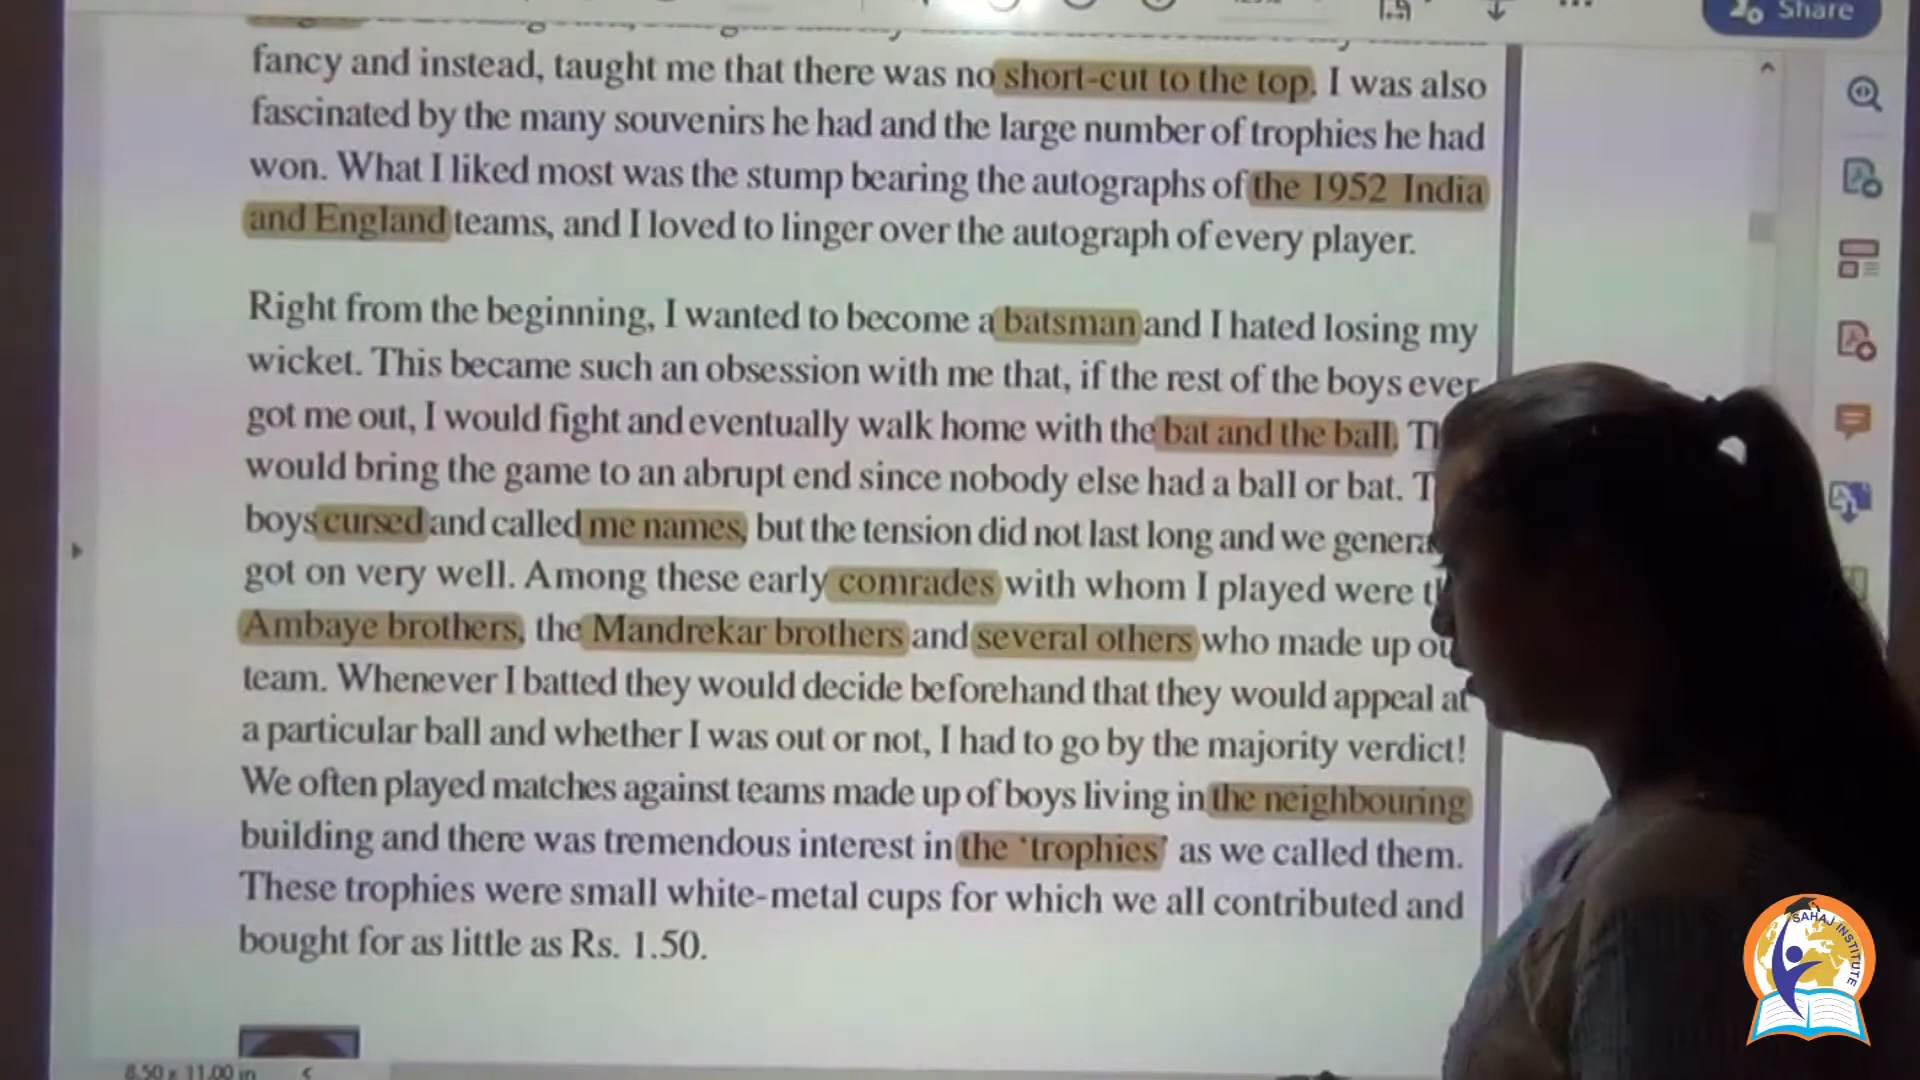 Share
fancy and instead, taught me that there was no short-cut to the top. I was also
fascinated by the many souvenirs he had and the large number of trophies he had
won. What I liked most was the stump bearing the autographs of the 1952 India
and England teams, and I loved to linger over the autograph of every player.
Right from the beginning, I wanted to become a batsman and I hated losing my
wicket. This became such an obsession with me that, if the rest of the boys ever
got me out, I would fight and eventually walk home with the bat and the ball.
would bring the game to an abrupt end since nobody else had a ball or bat.
boys cursed and called me names, but the tension did not last long and we
got on very well. Among these early comrades with whom I played were
Ambaye brothers, the Mandrekar brothers and several others who made up
team. Whenever I batted they would decide beforehand that they would appeal at
a particular ball and whether I was out or not, I had to go by the majority verdict!
We often played matches against teams made up of boys living in the neighbouring
building and there was tremendous interest in the 'trophies' as we called them.
These trophies were small white-metal cups for which we all contributed and
bought for as little as Rs. 1.50.
8.50 x 11.00 in
SAHAJ INSTITUTE